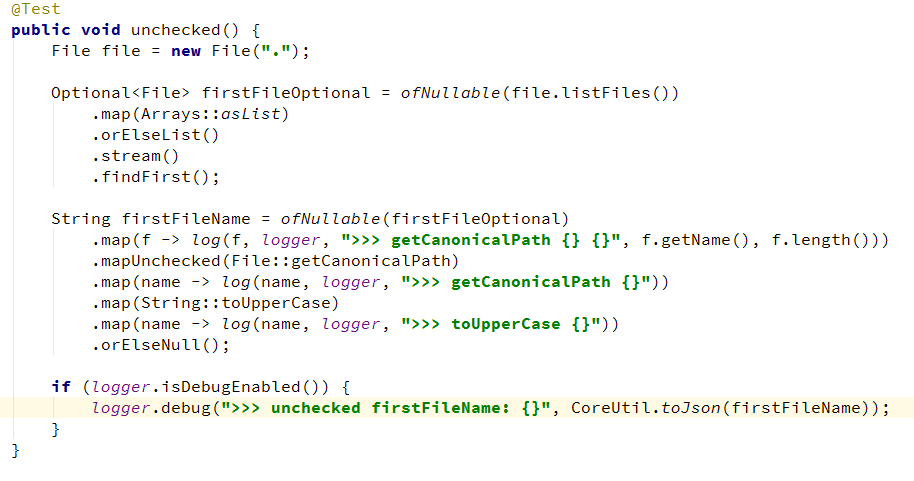 @Test
public void unchecked() {
    File file = new File(".");

    Optional<File> firstFileOptional = ofNullable(file.listFiles())
        .map(Arrays::asList)
        .orElseList()
        .stream()
        .findFirst();

    String firstFileName = ofNullable(firstFileOptional)
        .map(f -> log(f, logger, ">>> getCanonicalPath {} {}", f.getName(), f.length()))
        .mapUnchecked(File::getCanonicalPath)
        .map(name -> log(name, logger, ">>> getCanonicalPath {}"))
        .map(String::toUpperCase)
        .map(name -> log(name, logger, ">>> toUpperCase {}"))
        .orElseNull();

    if (logger.isDebugEnabled()) {
        logger.debug(">>> unchecked firstFileName: {}", CoreUtil.toJson(firstFileName));
    }
}